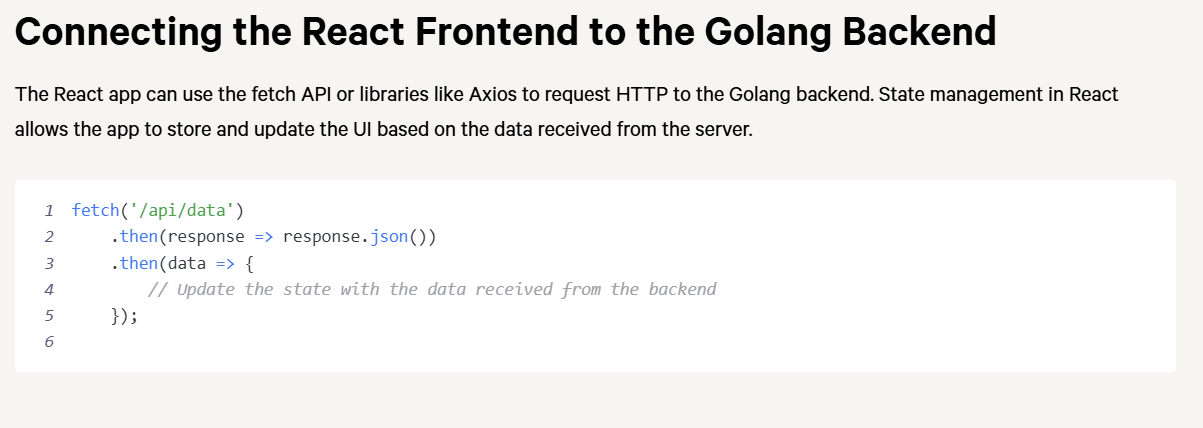 Connecting the React Frontend to the Golang Backend
The React app can use the fetch API or libraries like Axios to request HTTP to the Golang backend. State management in React
allows the app to store and update the UI based on the data received from the server.
1 fetch('/api/data')
2     .then(response => response.json())
3     .then(data => {
4         // Update the state with the data received from the backend
5     });
6